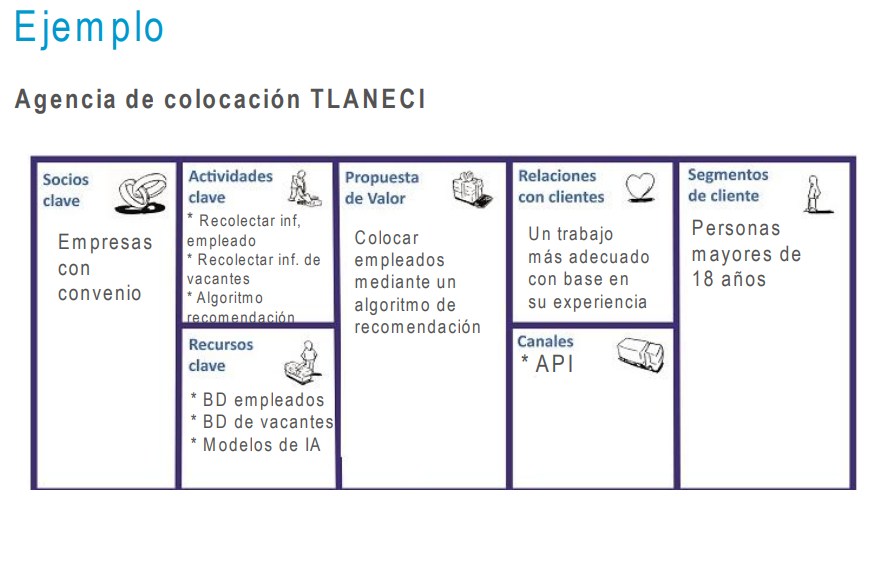 Ejemplo
Agencia de colocación TLANECI
Socios
clave
Empresas
con
convenio
Actividades
clave
* Recolectar inf,
empleado
* Recolectar inf. de
vacantes
* Algoritmo
recomendación
Recursos
clave
* BD empleados
* BD de vacantes
* Modelos de IA
Propuesta
de Valor
Colocar
empleados
mediante un
algoritmo de
recomendación
Relaciones
con clientes
Un trabajo
más adecuado
con base en
su experiencia
Canales
* API
Segmentos
de cliente
Personas
mayores de
18 años